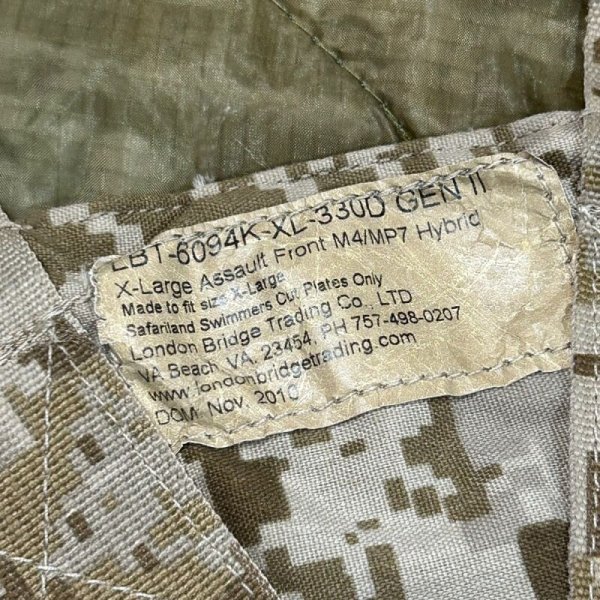 LBT-6094K-XL-330D GEN II
X-Large Assault Front M4/MP7 Hybrid
Made to fit size X-Large
Safariland Swimmers Cut Plates Only
London Bridge Trading Co., LTD
VA Beach, VA, 23454, PH 757-498-0207
www.londonbridgetrading.com
DOM Nov. 2010